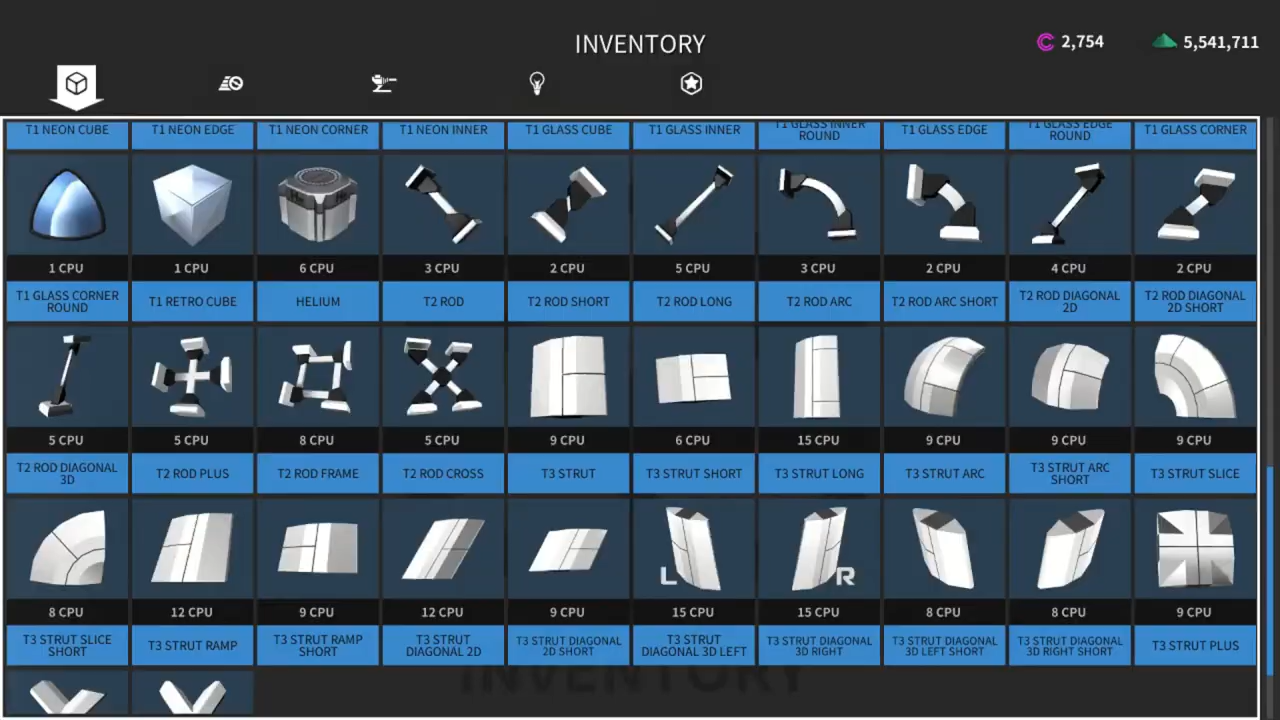 INVENTORY
2,754
5,541,711
T1 NEON CUBE
T1 NEON EDGE
T1 NEON CORNER
T1 NEON INNER
T1 GLASS CUBE
T1 GLASS INNER
T1 GLASS INNER
ROUND
T1 GLASS EDGE
T1 GLASS EDGE
ROUND
T1 GLASS CORNER
1 CPU
1 CPU
6 CPU
3 CPU
2 CPU
5 CPU
3 CPU
2 CPU
4 CPU
2 CPU
T1 GLASS CORNER
ROUND
T1 RETRO CUBE
HELIUM
T2 ROD
T2 ROD SHORT
T2 ROD LONG
T2 ROD ARC
T2 ROD ARC SHORT
T2 ROD DIAGONAL
2D
T2 ROD DIAGONAL
2D SHORT
5 CPU
5 CPU
8 CPU
5 CPU
9 CPU
6 CPU
15 CPU
9 CPU
9 CPU
9 CPU
T2 ROD DIAGONAL
3D
T2 ROD PLUS
T2 ROD FRAME
T2 ROD CROSS
T3 STRUT
T3 STRUT SHORT
T3 STRUT LONG
T3 STRUT ARC
T3 STRUT ARC
SHORT
T3 STRUT SLICE
L
R
8 CPU
12 CPU
9 CPU
12 CPU
9 CPU
15 CPU
15 CPU
8 CPU
8 CPU
9 CPU
T3 STRUT SLICE
SHORT
T3 STRUT RAMP
T3 STRUT RAMP
SHORT
T3 STRUT
DIAGONAL 2D
T3 STRUT DIAGONAL
2D SHORT
T3 STRUT
DIAGONAL 3D LEFT
T3 STRUT DIAGONAL
3D RIGHT
T3 STRUT DIAGONAL
3D LEFT SHORT
T3 STRUT DIAGONAL
3D RIGHT SHORT
T3 STRUT PLUS
INVENTORY